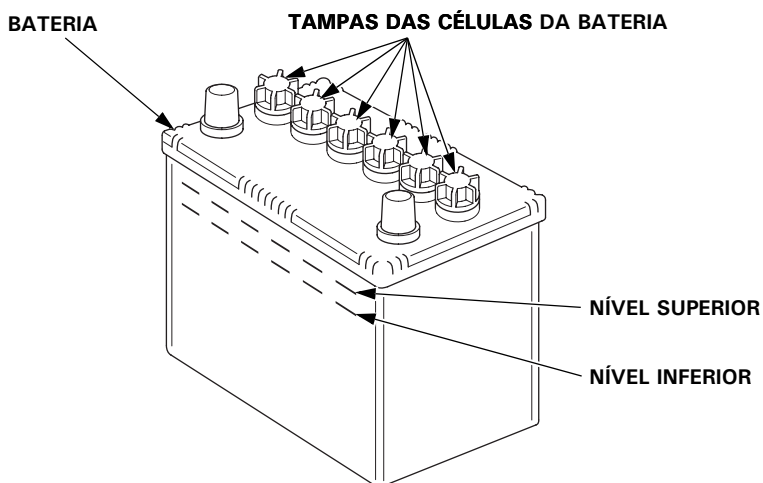 BATERIA
TAMPAS DAS CÉLULAS DA BATERIA
NÍVEL SUPERIOR
NÍVEL INFERIOR